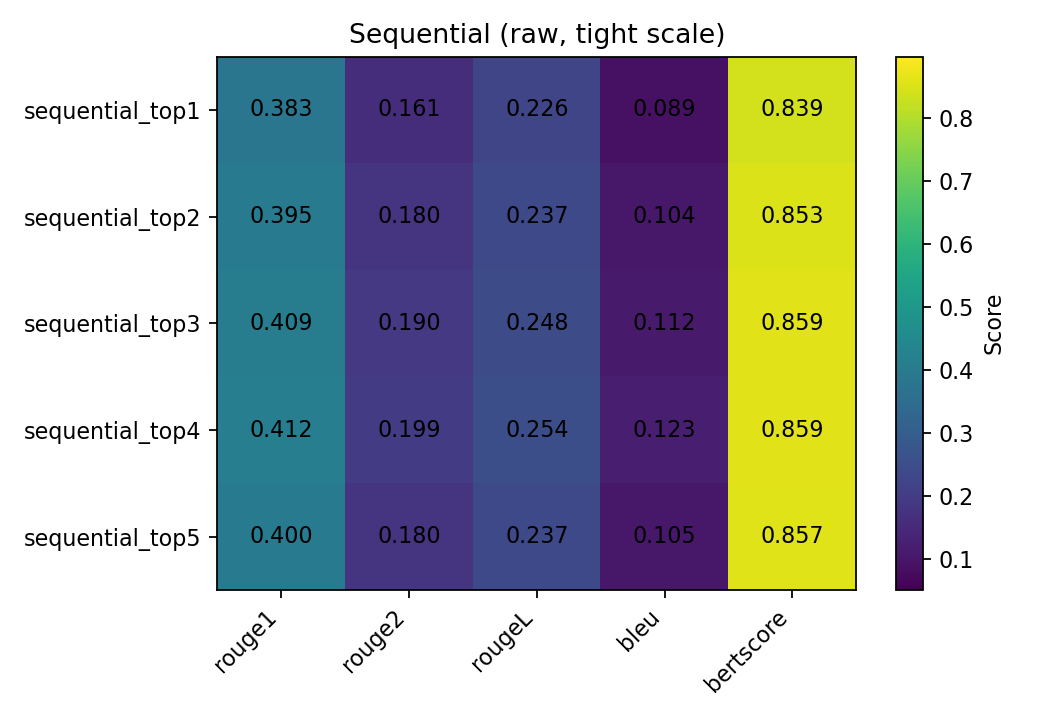 Sequential (raw, tight scale)
sequential_top1 0.383 0.161 0.226 0.089 0.839
sequential_top2 0.395 0.180 0.237 0.104 0.853
sequential_top3 0.409 0.190 0.248 0.112 0.859
sequential_top4 0.412 0.199 0.254 0.123 0.859
sequential_top5 0.400 0.180 0.237 0.105 0.857
rouge1 rouge2 rougeL bleu bertscore
0.8
0.7
0.6
0.5
0.4
0.3
0.2
0.1
Score